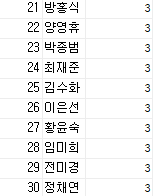 21 방홍식 3
22 양영휴 3
23 박종범 3
24 최재준 3
25 김수화 3
26 이은선 3
27 황윤숙 3
28 임미희 3
29 전미경 3
30 정채연 3